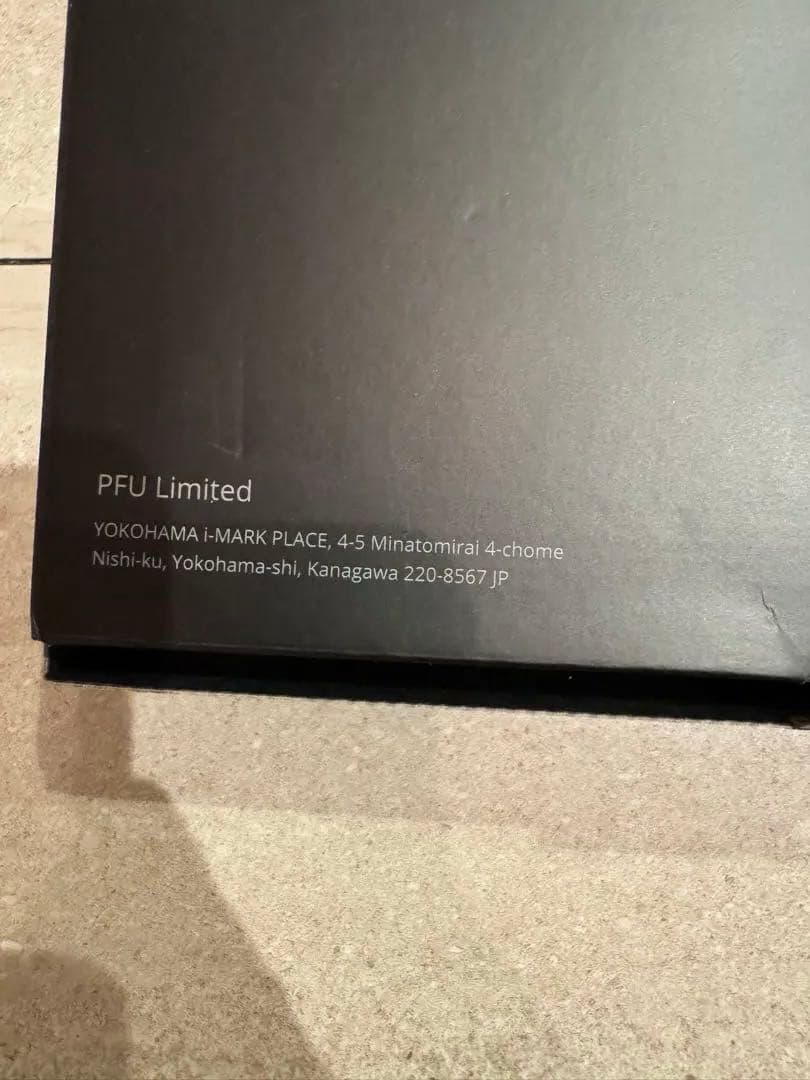 PFU Limited
YOKOHAMA i-MARK PLACE, 4-5 Minatomirai 4-chome
Nishi-ku, Yokohama-shi, Kanagawa 220-8567 JP